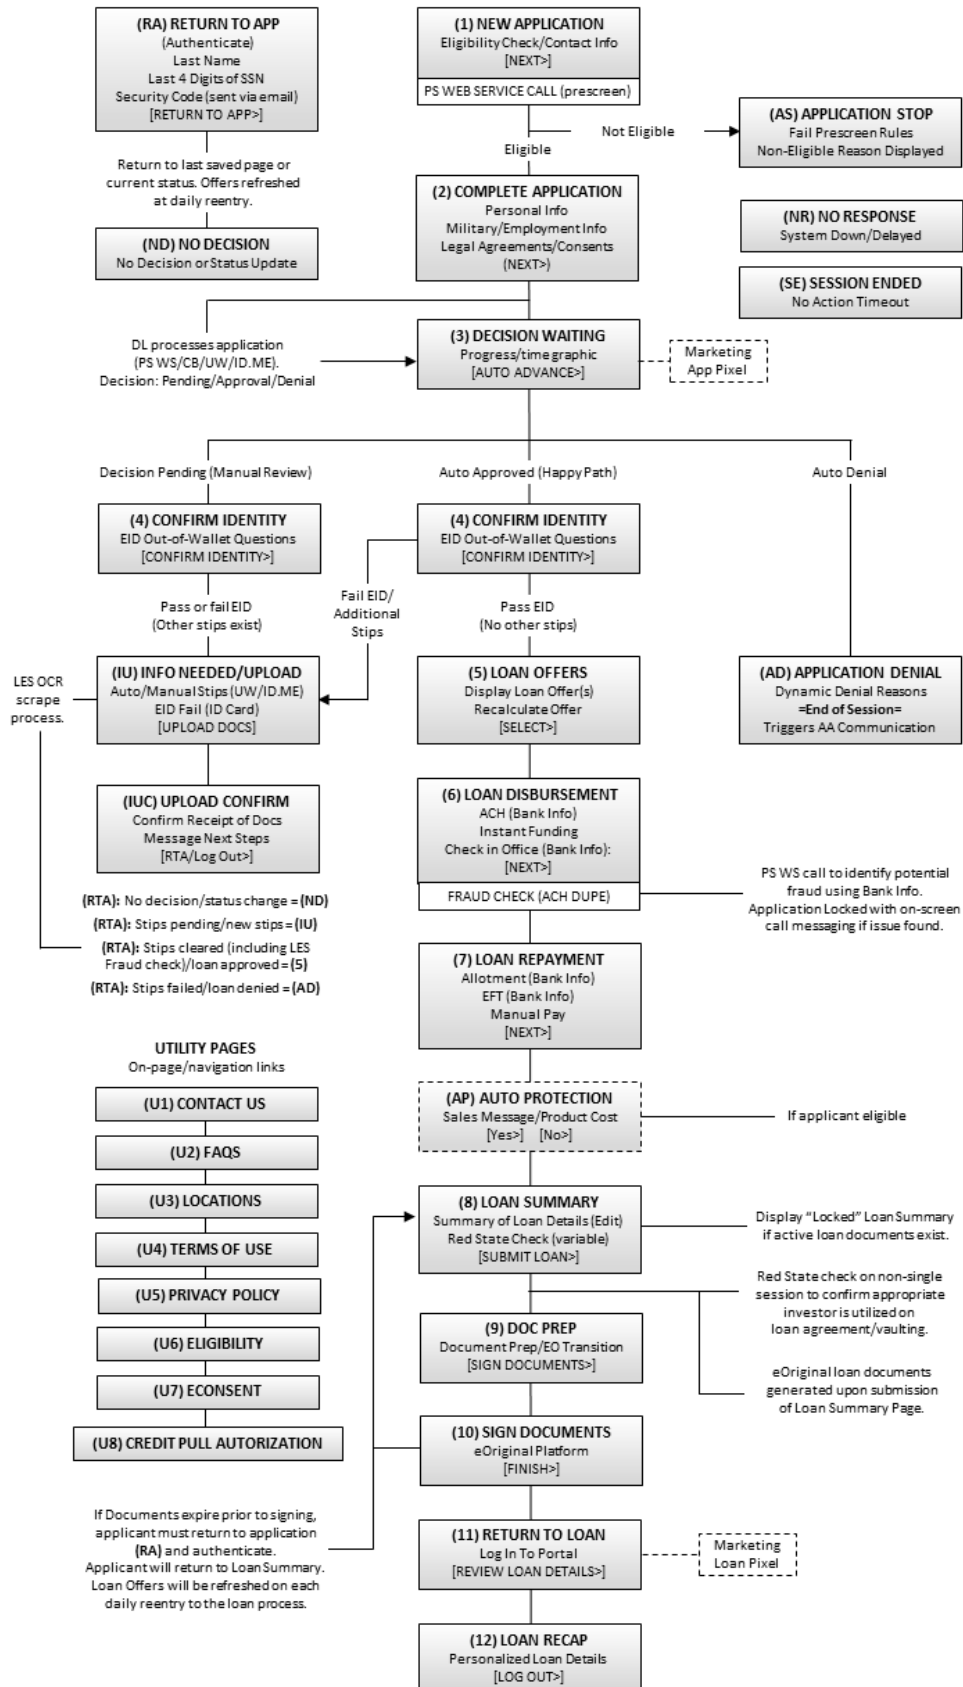 (RA) RETURN TO APP
(Authenticate)
Last Name
Last 4 Digits of SSN
Security Code (sent via email)
[RETURN TO APP>]
Return to last saved page or
current status. Offers refreshed
at daily reentry.
(ND) NO DECISION
No Decision or Status Update
(1) NEW APPLICATION
Eligibility Check/Contact Info
[NEXT>]
PS WEB SERVICE CALL (prescreen)
Not Eligible
Eligible
(AS) APPLICATION STOP
Fail Prescreen Rules
Non-Eligible Reason Displayed
(2) COMPLETE APPLICATION
Personal Info
Military/Employment Info
Legal Agreements/Consents
(NEXT>)
(NR) NO RESPONSE
System Down/Delayed
(SE) SESSION ENDED
No Action Timeout
DL processes application
(PS WS/CB/UW/ID.ME).
Decision: Pending/Approval/Denial
(3) DECISION WAITING
Progress/time graphic
[AUTO ADVANCE>]
Marketing
App Pixel
Decision Pending (Manual Review)
Auto Approved (Happy Path)
Auto Denial
(4) CONFIRM IDENTITY
EID Out-of-Wallet Questions
[CONFIRM IDENTITY>]
(4) CONFIRM IDENTITY
EID Out-of-Wallet Questions
[CONFIRM IDENTITY>]
Pass or fail EID
(Other stips exist)
Fail EID/
Additional
Stips
Pass EID
(No other stips)
LES OCR
scrape
process.
(IU) INFO NEEDED/UPLOAD
Auto/Manual Stips (UW/ID.ME)
EID Fail (ID Card)
[UPLOAD DOCS]
(5) LOAN OFFERS
Display Loan Offer(s)
Recalculate Offer
[SELECT>]
(AD) APPLICATION DENIAL
Dynamic Denial Reasons
=End of Session=
Triggers AA Communication
(IUC) UPLOAD CONFIRM
Confirm Receipt of Docs
Message Next Steps
[RTA/Log Out>]
(6) LOAN DISBURSEMENT
ACH (Bank Info)
Instant Funding
Check in Office (Bank Info):
[NEXT>]
FRAUD CHECK (ACH DUPE)
PS WS call to identify potential
fraud using Bank Info.
Application Locked with on-screen
call messaging if issue found.
(RTA): No decision/status change = (ND)
(RTA): Stips pending/new stips = (IU)
(RTA): Stips cleared (including LES
Fraud check)/loan approved = (5)
(RTA): Stips failed/loan denied = (AD)
(7) LOAN REPAYMENT
Allotment (Bank Info)
EFT (Bank Info)
Manual Pay
[NEXT>]
UTILITY PAGES
On-page/navigation links
(U1) CONTACT US
(U2) FAQS
(U3) LOCATIONS
(U4) TERMS OF USE
(U5) PRIVACY POLICY
(U6) ELIGIBILITY
(U7) ECONSENT
(U8) CREDIT PULL AUTORIZATION
(AP) AUTO PROTECTION
Sales Message/Product Cost
[Yes>] [No>]
If applicant eligible
(8) LOAN SUMMARY
Summary of Loan Details (Edit)
Red State Check (variable)
[SUBMIT LOAN>]
Display “Locked” Loan Summary
if active loan documents exist.
Red State check on non-single
session to confirm appropriate
investor is utilized on
loan agreement/vaulting.
(9) DOC PREP
Document Prep/EO Transition
[SIGN DOCUMENTS>]
eOriginal loan documents
generated upon submission
of Loan Summary Page.
(10) SIGN DOCUMENTS
eOriginal Platform
[FINISH>]
If Documents expire prior to signing,
applicant must return to application
(RA) and authenticate.
Applicant will return to Loan Summary.
Loan Offers will be refreshed on each
daily reentry to the loan process.
(11) RETURN TO LOAN
Log In To Portal
[REVIEW LOAN DETAILS>]
Marketing
Loan Pixel
(12) LOAN RECAP
Personalized Loan Details
[LOG OUT>]